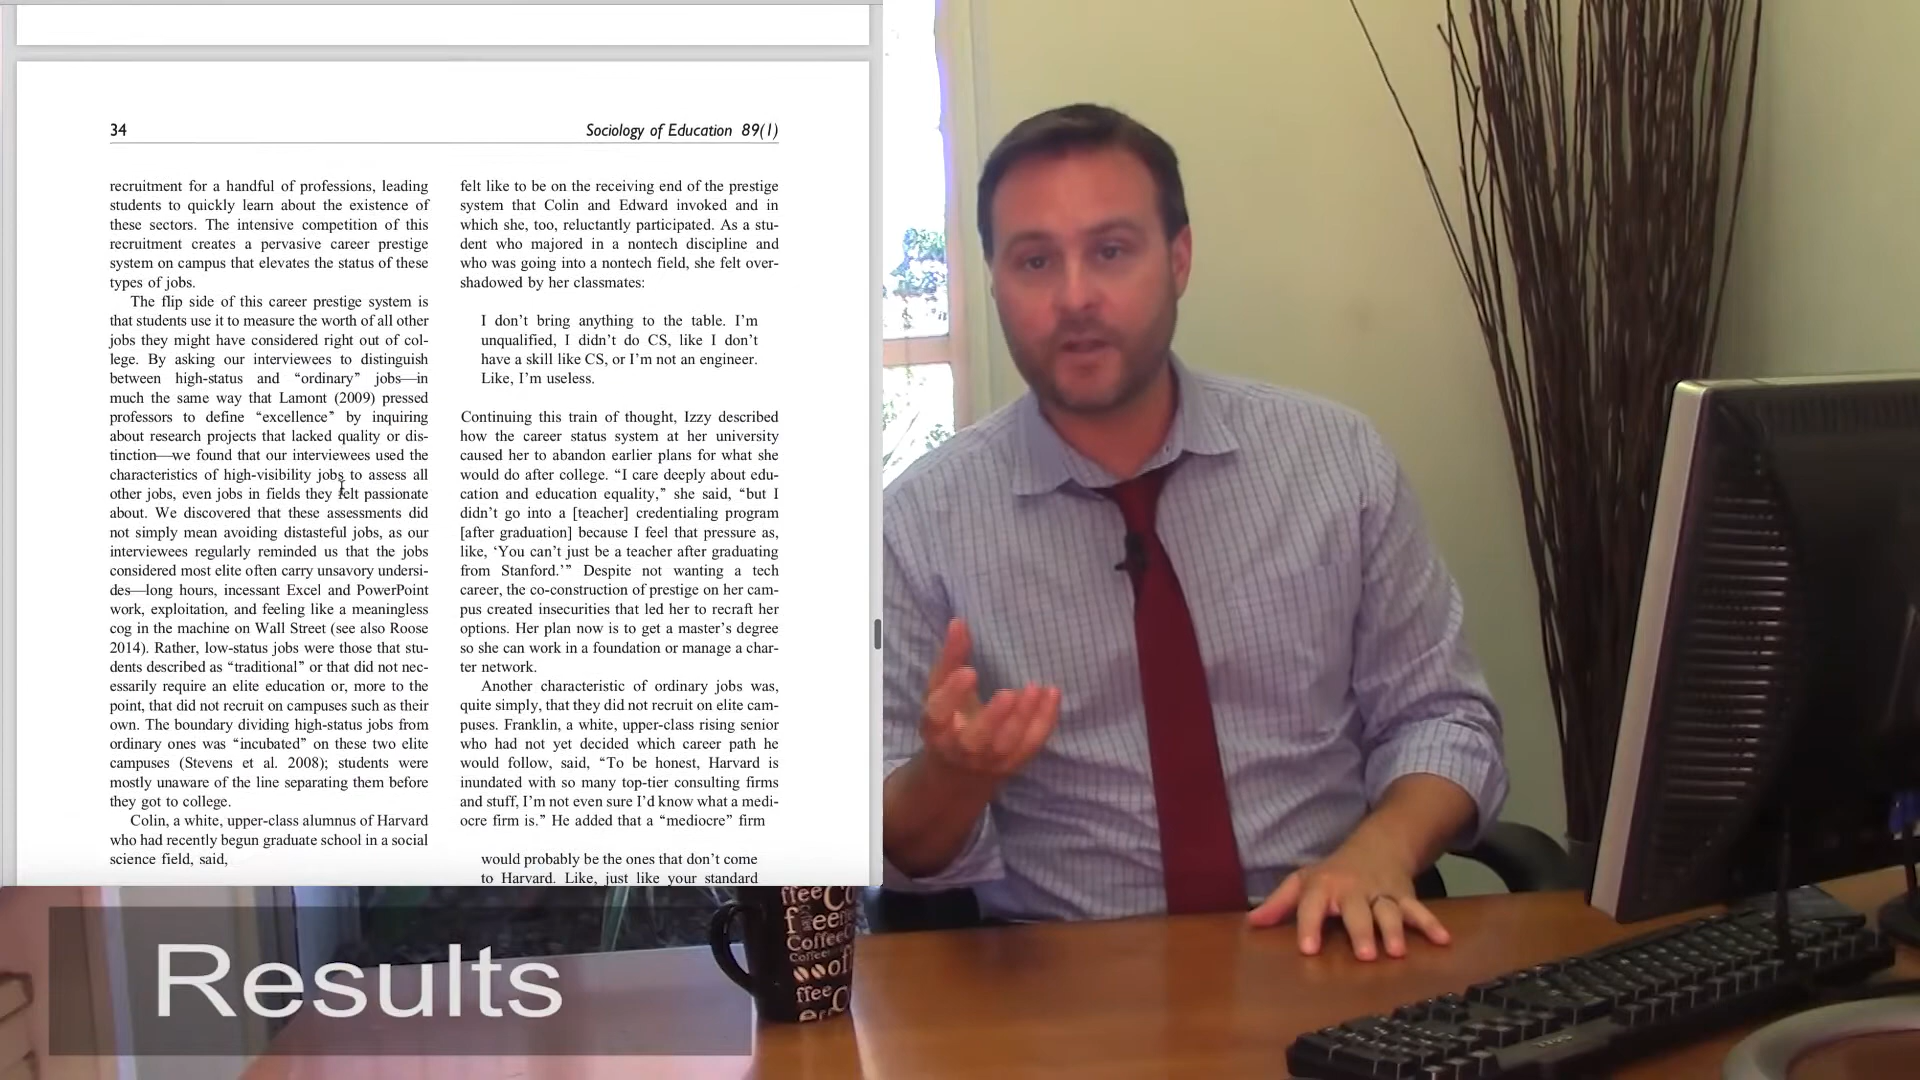 34
Sociology of Education 89(1)
recruitment for a handful of professions, leading
students to quickly learn about the existence of
these sectors. The intensive competition of this
recruitment creates a pervasive career prestige
system on campus that elevates the status of these
types of jobs.
The flip side of this career prestige system is
that students use it to measure the worth of all other
jobs they might have considered right out of col-
lege. By asking our interviewees to distinguish
between high-status and “ordinary” jobs—in
much the same way that Lamont (2009) pressed
professors to define “excellence” by inquiring
about research projects that lacked quality or dis-
tinction—we found that our interviewees used the
characteristics of high-visibility jobs to assess all
other jobs, even jobs in fields they felt passionate
about. We discovered that these assessments did
not simply mean avoiding distasteful jobs, as our
interviewees regularly reminded us that the jobs
considered most elite often carry unsavory undersi-
des—long hours, incessant Excel and PowerPoint
work, exploitation, and feeling like a meaningless
cog in the machine on Wall Street (see also Roose
2014). Rather, low-status jobs were those that stu-
dents described as “traditional” or that did not nec-
essarily require an elite education or, more to the
point, that did not recruit on campuses such as their
own. The boundary dividing high-status jobs from
ordinary ones was “incubated” on these two elite
campuses (Stevens et al. 2008); students were
mostly unaware of the line separating them before
they got to college.
Colin, a white, upper-class alumnus of Harvard
who had recently begun graduate school in a social
science field, said,
felt like to be on the receiving end of the prestige
system that Colin and Edward invoked and in
which she, too, reluctantly participated. As a stu-
dent who majored in a nontech discipline and
who was going into a nontech field, she felt over-
shadowed by her classmates:
I don’t bring anything to the table. I’m
unqualified, I didn’t do CS, like I don’t
have a skill like CS, or I’m not an engineer.
Like, I’m useless.
Continuing this train of thought, Izzy described
how the career status system at her university
caused her to abandon earlier plans for what she
would do after college. “I care deeply about edu-
cation and education equality,” she said, “but I
didn’t go into a [teacher] credentialing program
[after graduation] because I feel that pressure as,
like, ‘You can’t just be a teacher after graduating
from Stanford.’” Despite not wanting a tech
career, the co-construction of prestige on her cam-
pus created insecurities that led her to recraft her
options. Her plan now is to get a master’s degree
so she can work in a foundation or manage a char-
ter network.
Another characteristic of ordinary jobs was,
quite simply, that they did not recruit on elite cam-
puses. Franklin, a white, upper-class rising senior
who had not yet decided which career path he
would follow, said, “To be honest, Harvard is
inundated with so many top-tier consulting firms
and stuff, I’m not even sure I’d know what a medi-
ocre firm is.” He added that a “mediocre” firm
would probably be the ones that don’t come
to Harvard. Like, just like your standard
ffeeCo
ffee
Coffee
Coffee
off
ffee
Results